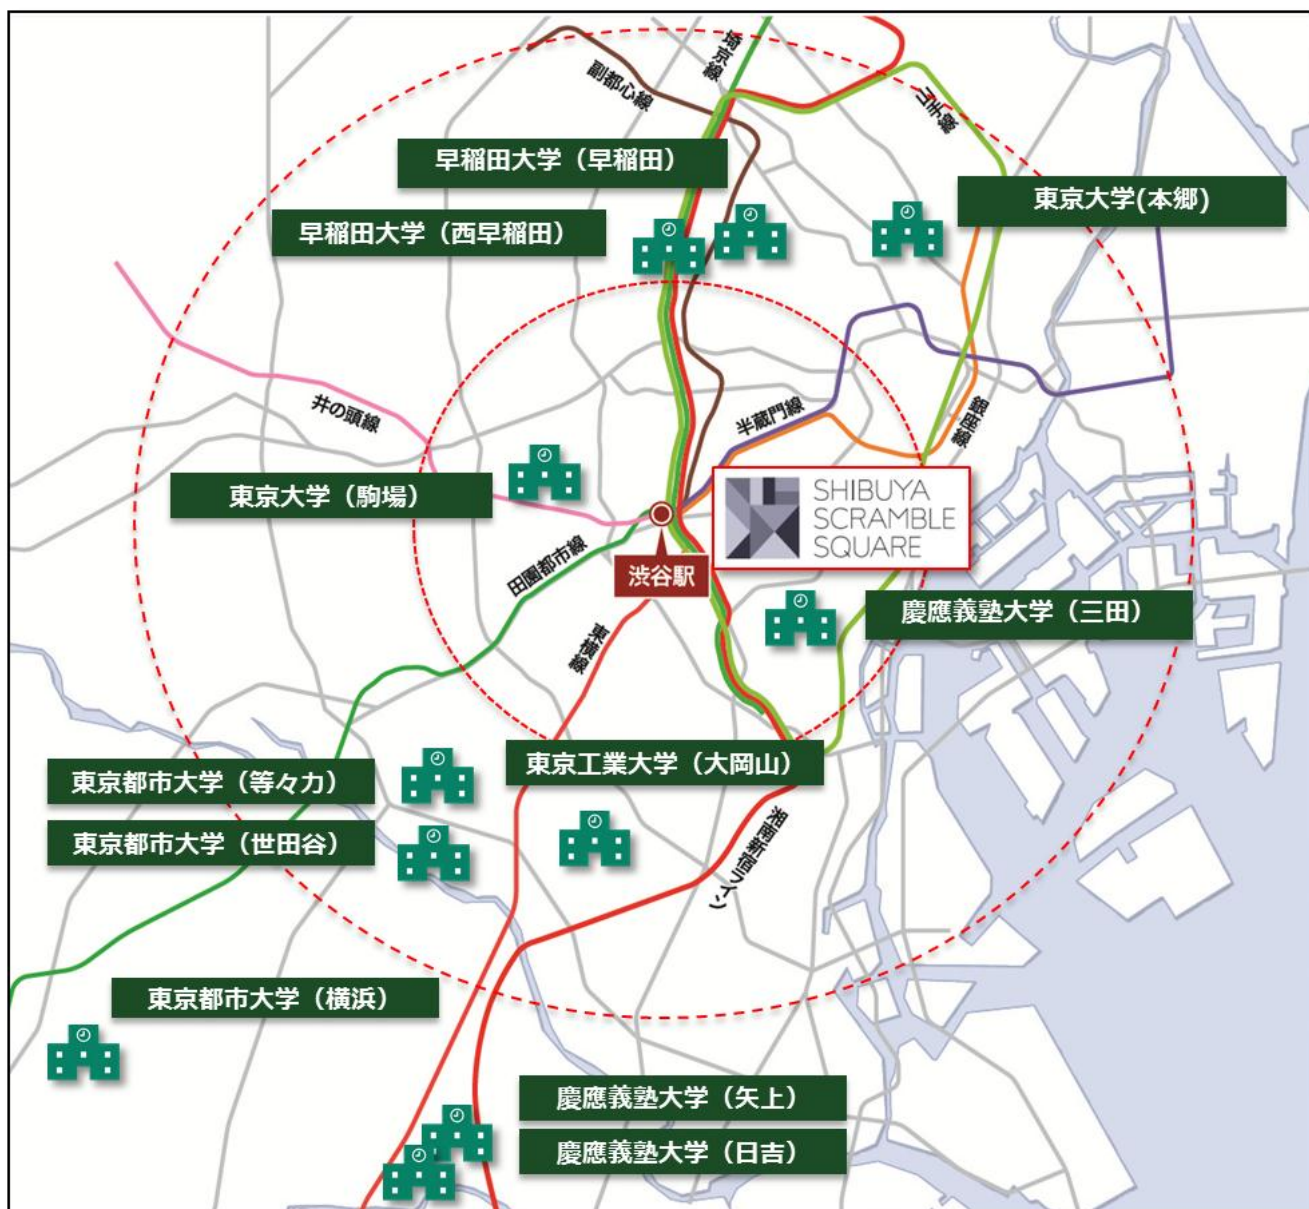 埼京線
副都心線
山手線
早稲田大学（早稲田）
東京大学(本郷)
早稲田大学（西早稲田）
井の頭線
半蔵門線
銀座線
東京大学（駒場）
SHIBUYA
SCRAMBLE
SQUARE
田園都市線
渋谷駅
慶應義塾大学（三田）
東横線
東京工業大学（大岡山）
東京都市大学（等々力）
東京都市大学（世田谷）
湘南新宿ライン
東京都市大学（横浜）
慶應義塾大学（矢上）
慶應義塾大学（日吉）